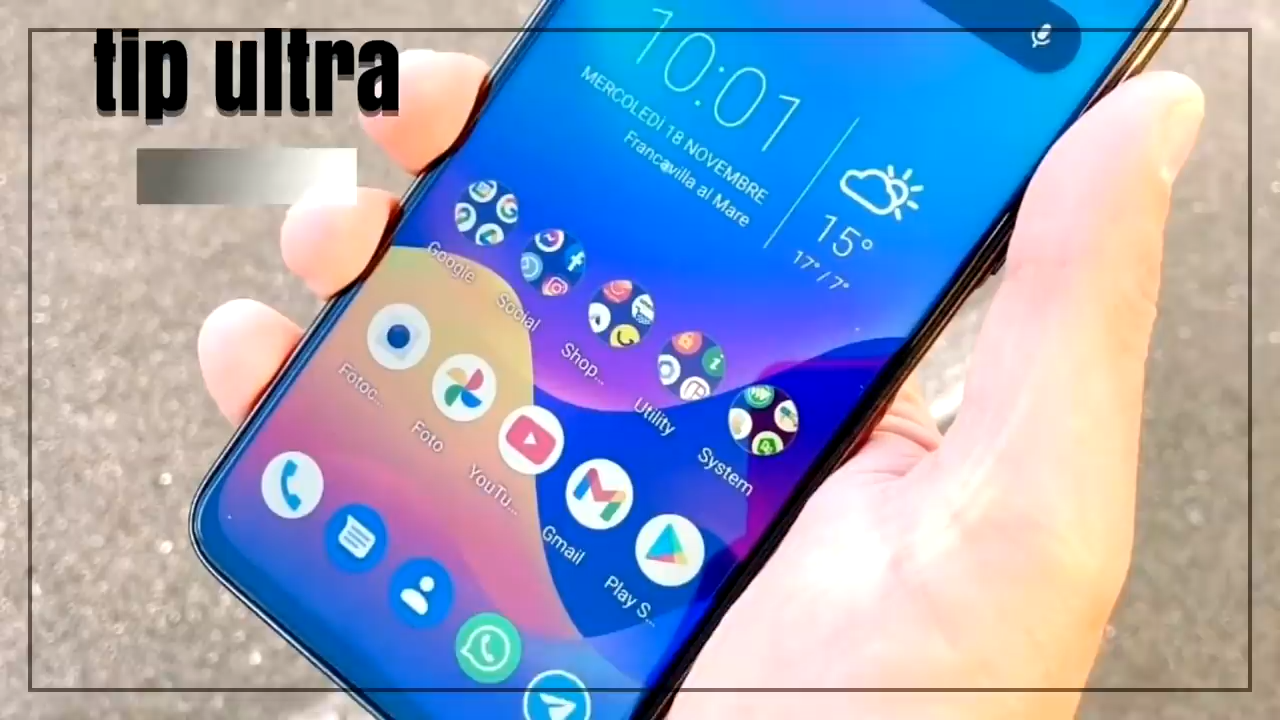 tip ultra
10:01
MERCOLEDÌ 18 NOVEMBRE
Francavilla al Mare
15°
17° / 7°
Google
Social
Shop...
Utility
System
Fotoc...
Foto
YouTu...
Gmail
Play S...